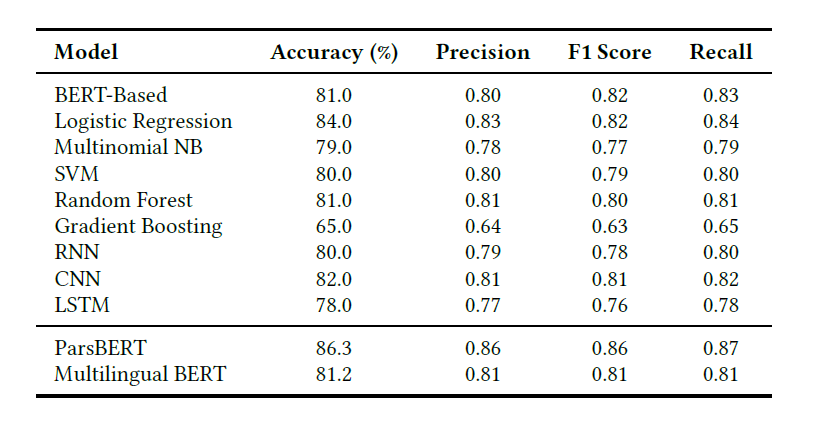 Model Accuracy (%) Precision F1 Score Recall
BERT-Based 81.0 0.80 0.82 0.83
Logistic Regression 84.0 0.83 0.82 0.84
Multinomial NB 79.0 0.78 0.77 0.79
SVM 80.0 0.80 0.79 0.80
Random Forest 81.0 0.81 0.80 0.81
Gradient Boosting 65.0 0.64 0.63 0.65
RNN 80.0 0.79 0.78 0.80
CNN 82.0 0.81 0.81 0.82
LSTM 78.0 0.77 0.76 0.78
ParsBERT 86.3 0.86 0.86 0.87
Multilingual BERT 81.2 0.81 0.81 0.81